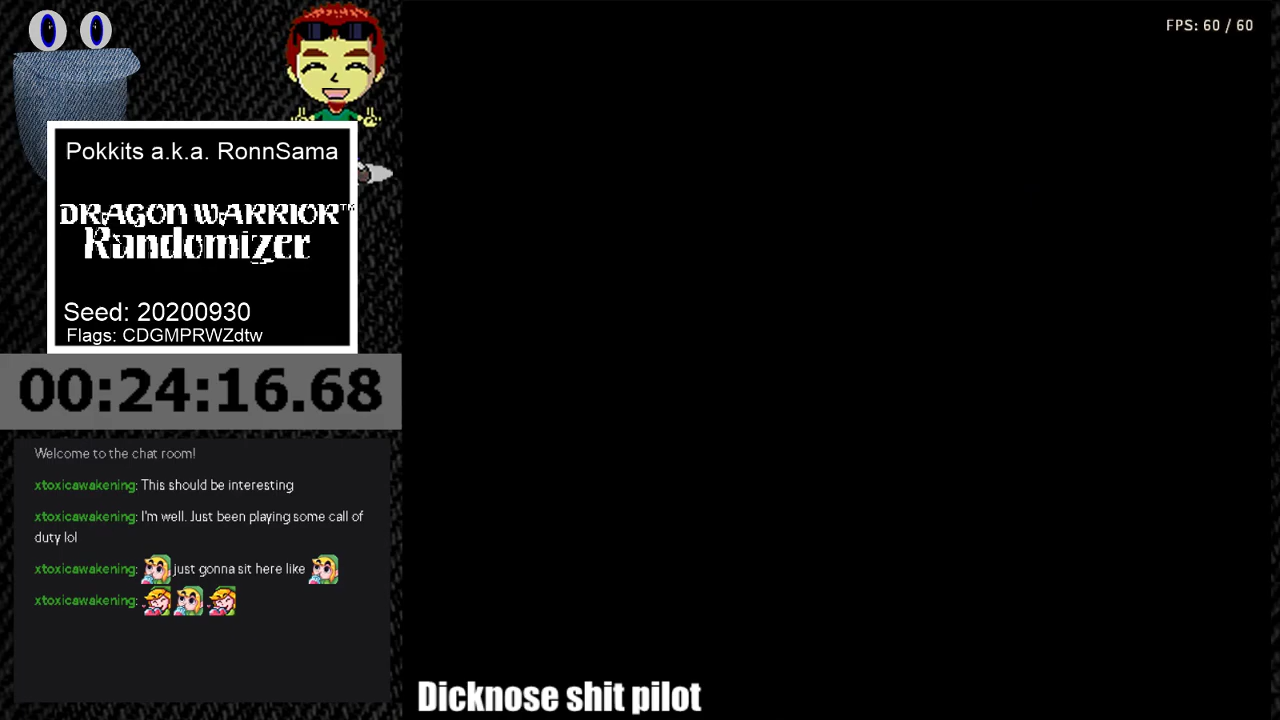 FPS: 60 / 60
Pokkits a.k.a. RonnSama
DRAGON WARRIOR™
Randomizer
Seed: 20200930
Flags: CDGMPRWZdtw
00:24:16.68
Welcome to the chat room!
xtoxicawakening: This should be interesting
xtoxicawakening: I'm well. Just been playing some call of
duty lol
xtoxicawakening: just gonna sit here like
xtoxicawakening:
Dicknose shit pilot